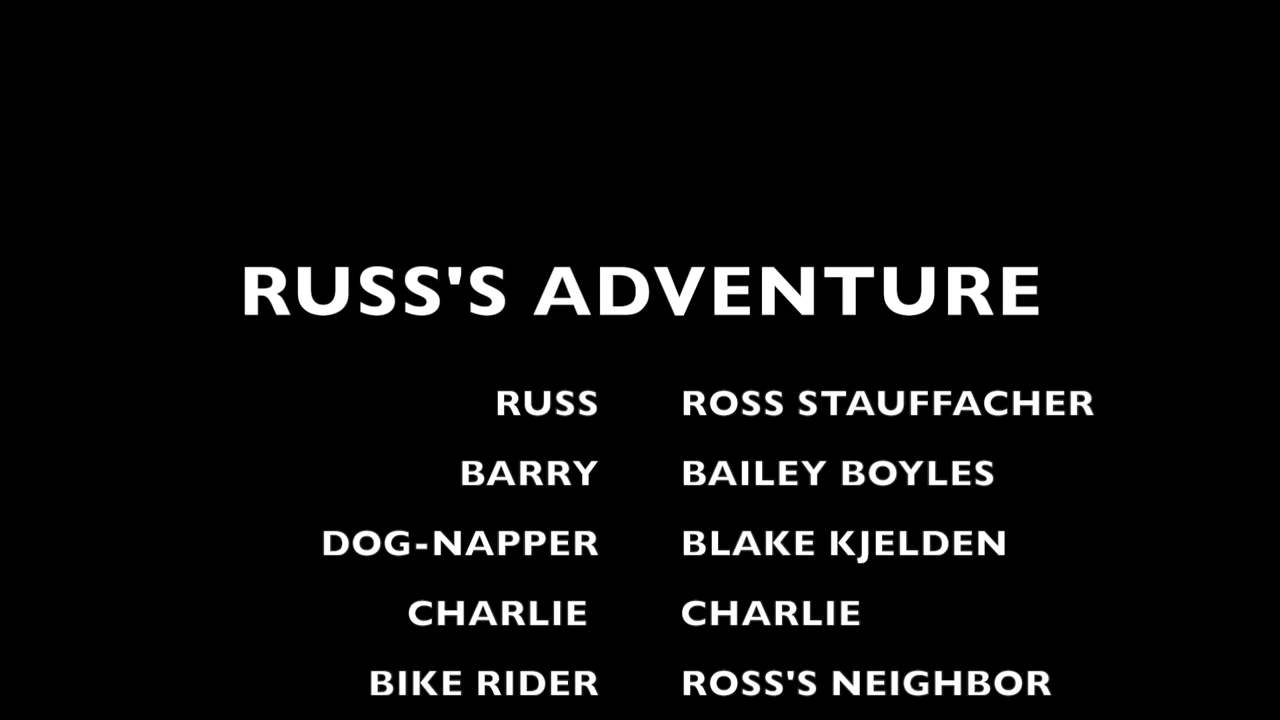 RUSS'S ADVENTURE
RUSS ROSS STAUFFACHER
BARRY BAILEY BOYLES
DOG-NAPPER BLAKE KJELDEN
CHARLIE CHARLIE
BIKE RIDER ROSS'S NEIGHBOR